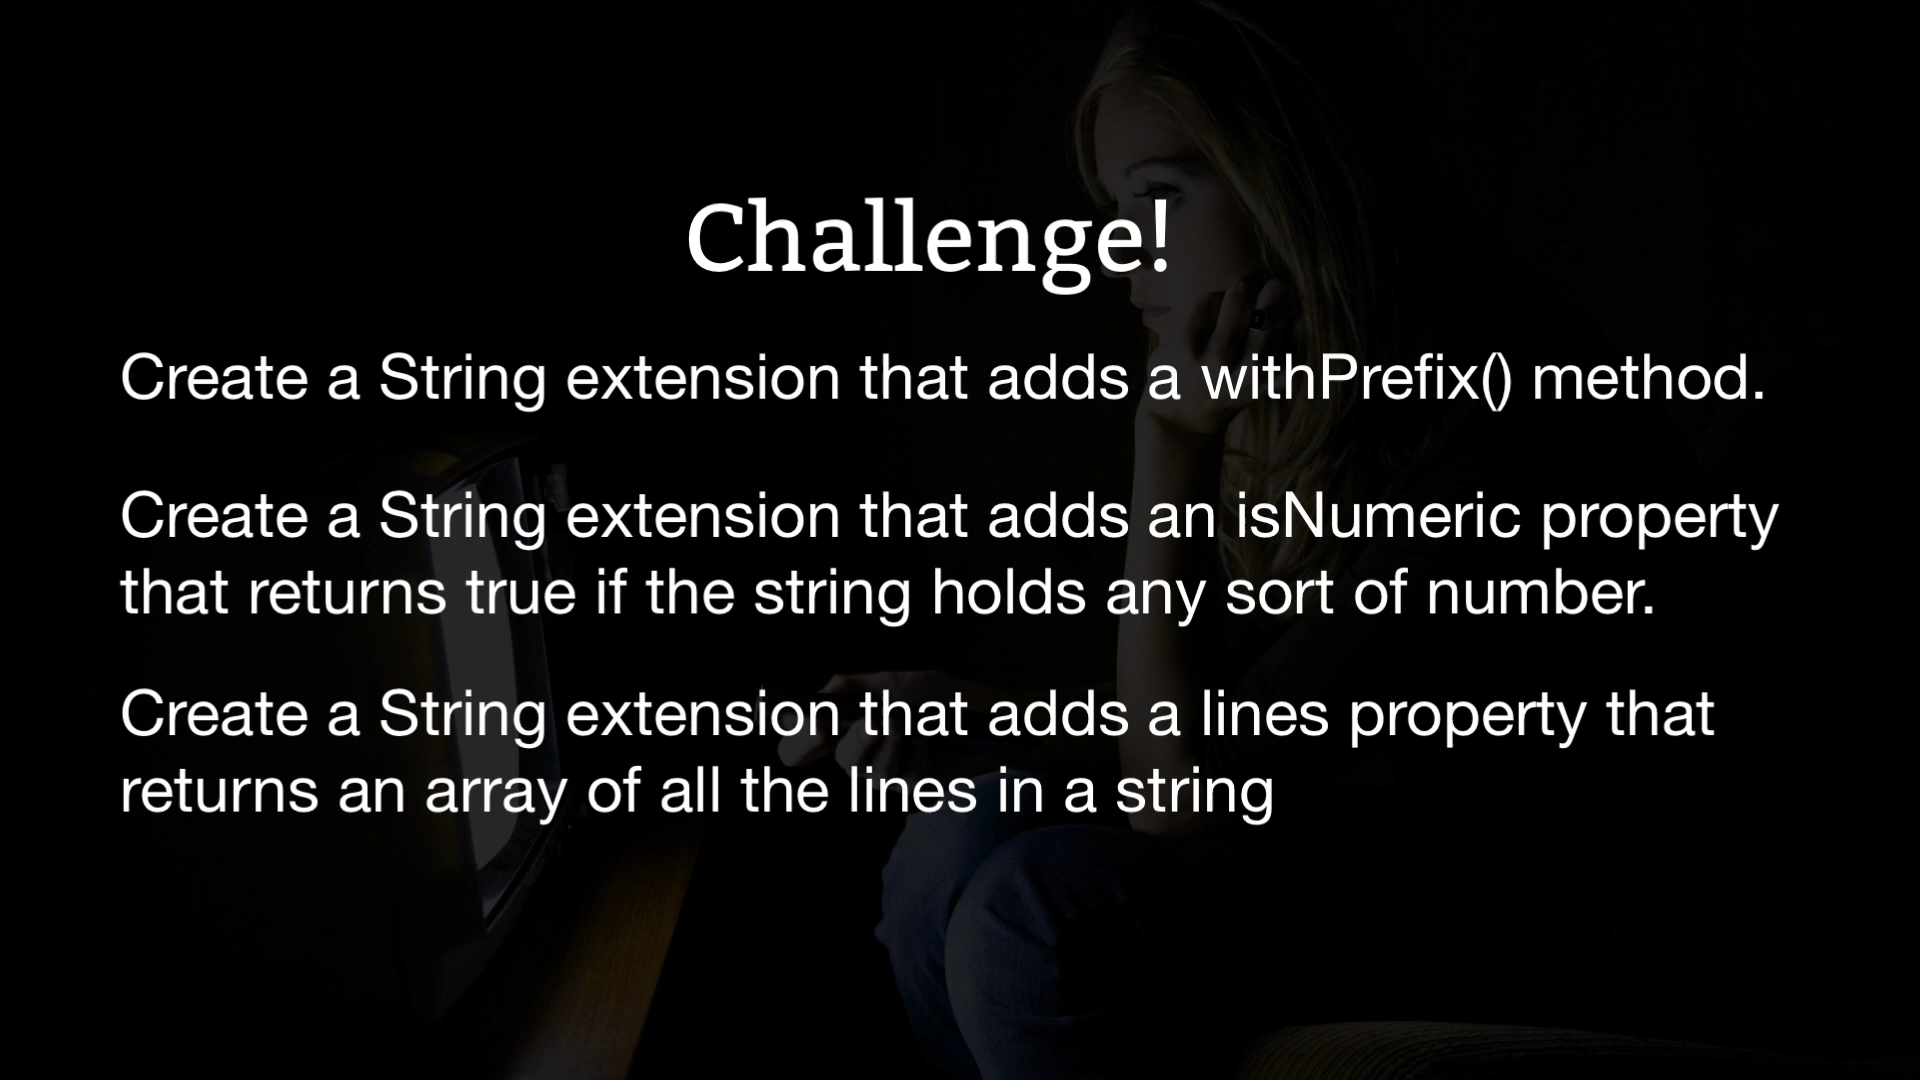 Challenge!
Create a String extension that adds a withPrefix() method.
Create a String extension that adds an isNumeric property
that returns true if the string holds any sort of number.
Create a String extension that adds a lines property that
returns an array of all the lines in a string